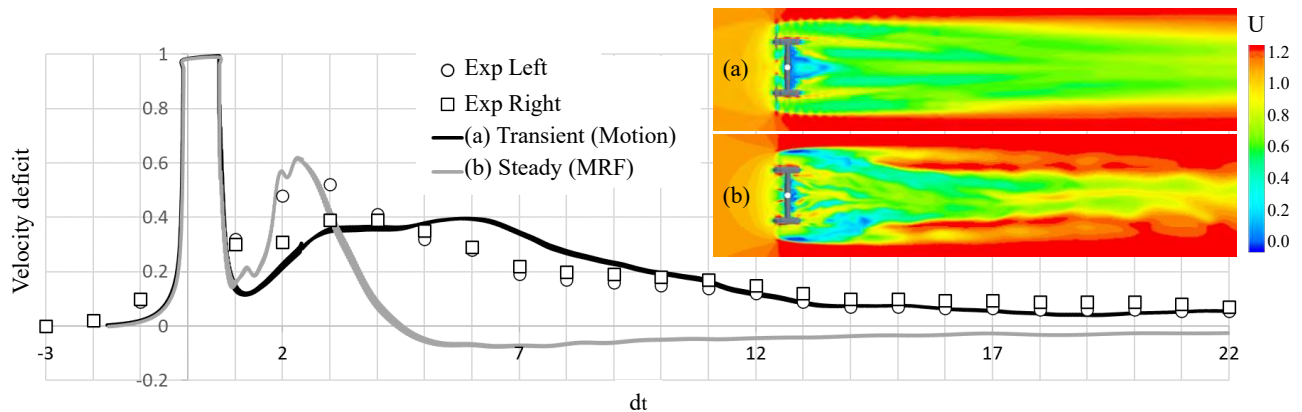 U
(a)
1.2
1.0
0.8
0.6
0.4
0.2
0.0
(b)
Exp Left
Exp Right
(a) Transient (Motion)
(b) Steady (MRF)
Velocity deficit
1
0.8
0.6
0.4
0.2
0
-0.2
-3
2
7
12
17
22
dt